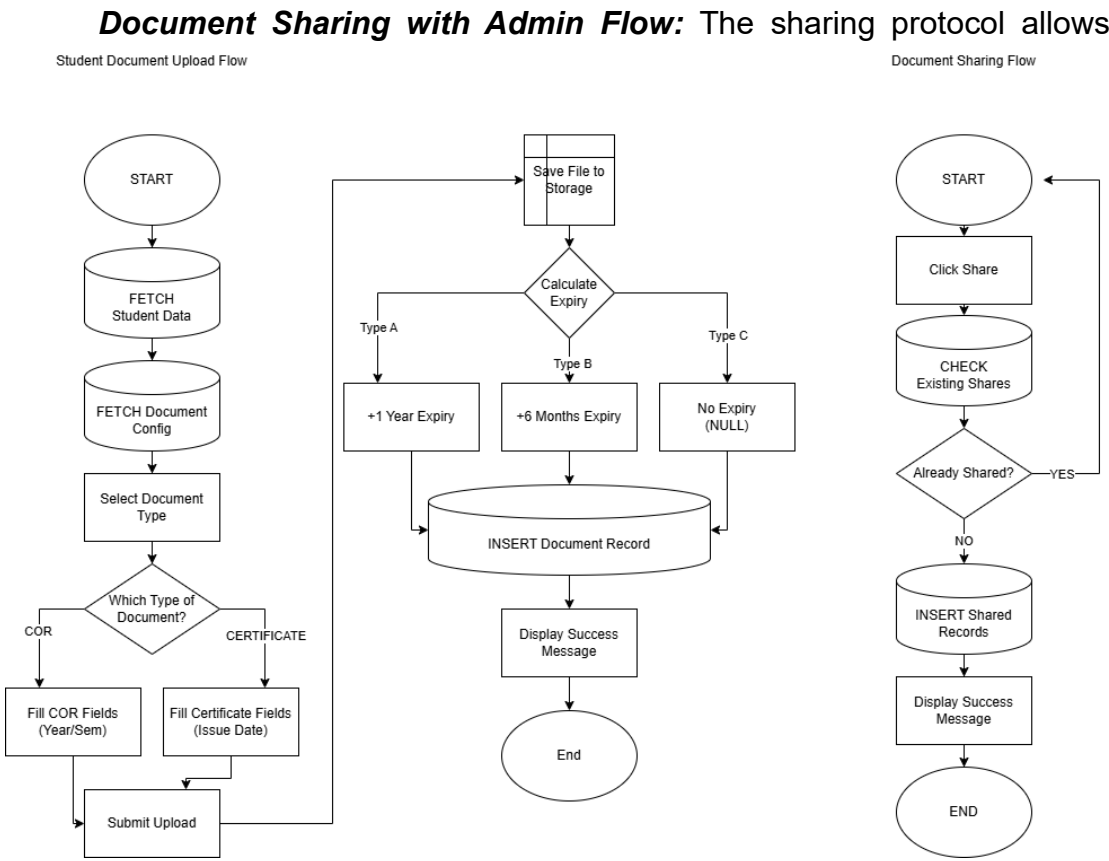 Document Sharing with Admin Flow: The sharing protocol allows
Student Document Upload Flow
START
FETCH
Student Data
FETCH Document
Config
Select Document
Type
Which Type of
Document?
COR
CERTIFICATE
Fill COR Fields
(Year/Sem)
Fill Certificate Fields
(Issue Date)
Submit Upload
Save File to
Storage
Calculate
Expiry
Type A
Type B
Type C
+1 Year Expiry
+6 Months Expiry
No Expiry
(NULL)
INSERT Document Record
Display Success
Message
End
Document Sharing Flow
START
Click Share
CHECK
Existing Shares
Already Shared?
YES
NO
INSERT Shared
Records
Display Success
Message
END